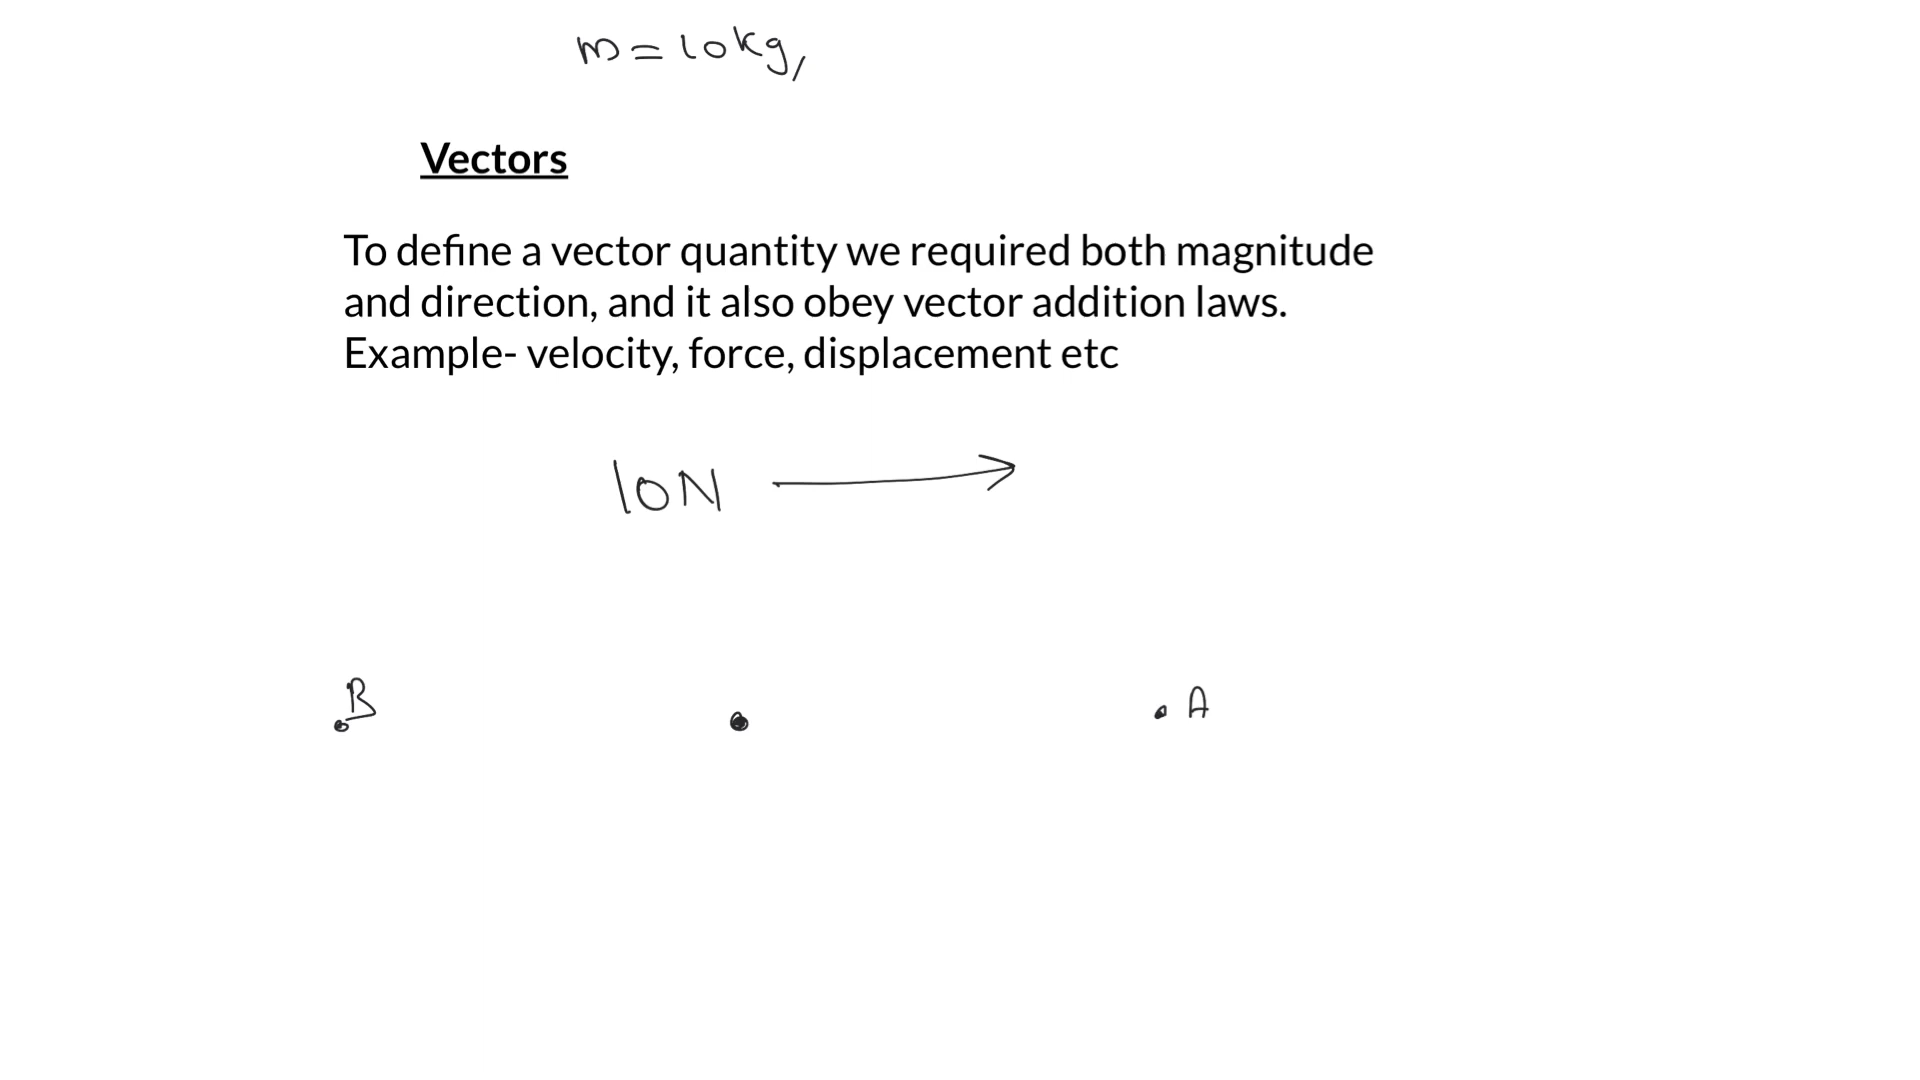 m=10kg,
Vectors
To define a vector quantity we required both magnitude
and direction, and it also obey vector addition laws.
Example- velocity, force, displacement etc
10N
B
A